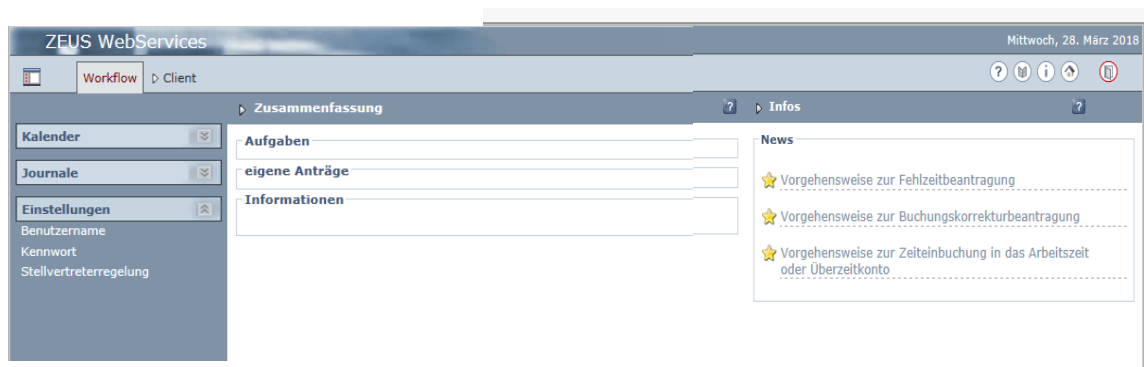 ZEUS WebServices
Mittwoch, 28. März 2018
Workflow
Client
? i
Zusammenfassung
?
Infos
?
Kalender
Journale
Einstellungen
Benutzername
Kennwort
Stellvertreterregelung
Aufgaben
eigene Anträge
Informationen
News
Vorgehensweise zur Fehlzeitbeantragung
Vorgehensweise zur Buchungskorrekturbeantragung
Vorgehensweise zur Zeiteinbuchung in das Arbeitszeit
oder Überzeitkonto